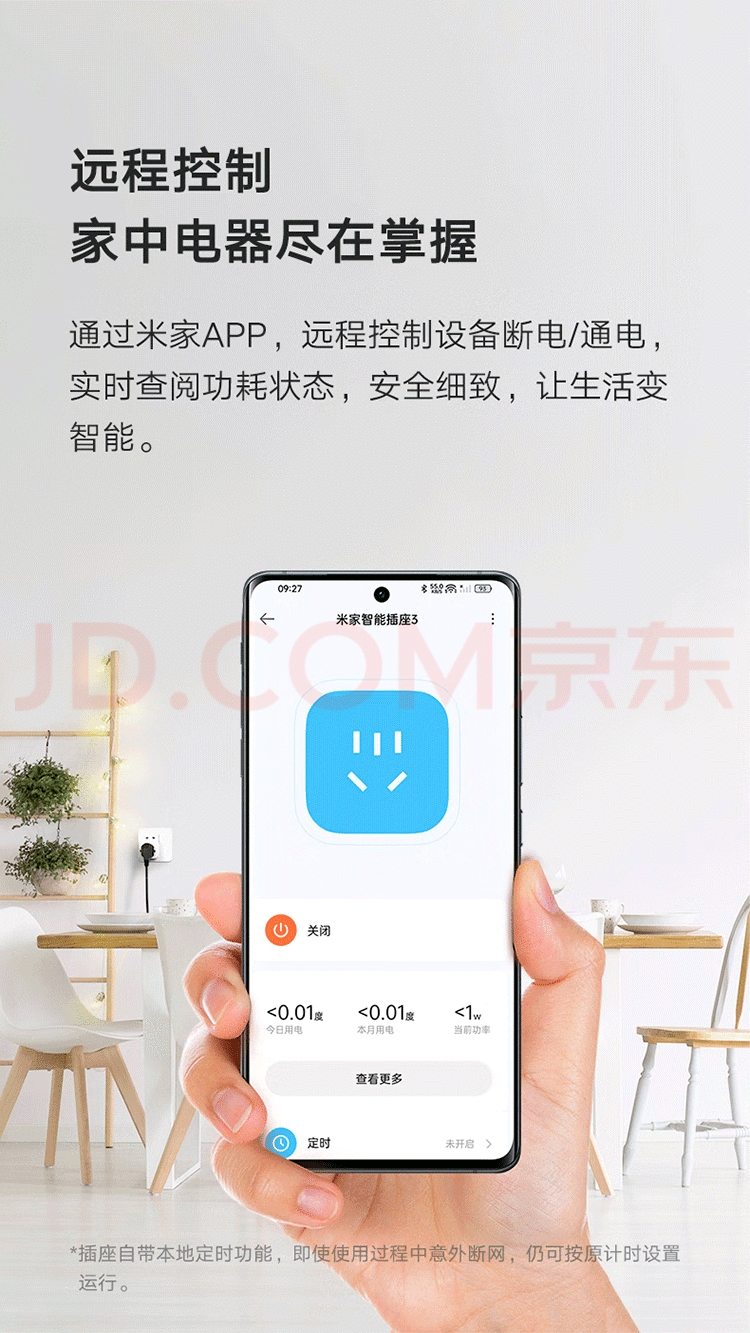 远程控制
家中电器尽在掌握
通过米家APP，远程控制设备断电/通电，
实时查阅功耗状态，安全细致，让生活变
智能。
09:27
55.0 KB/S
93
米家智能插座3
JD.COM京东
关闭
<0.01度 <0.01度 <1w
今日用电 本月用电 当前功率
查看更多
定时 未开启
*插座自带本地定时功能，即使使用过程中意外断网，仍可按原计时设置
运行。